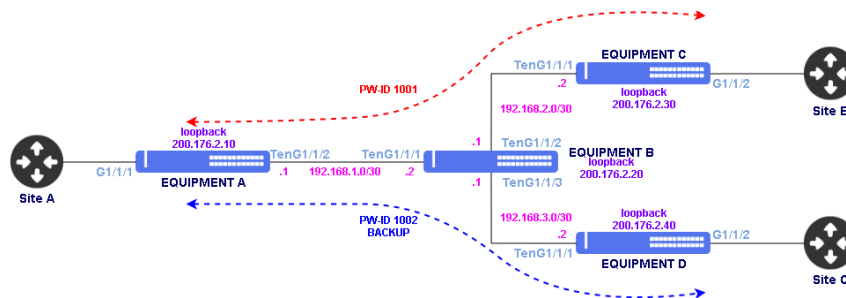 EQUIPMENT C
TenG1/1/1
.2
G1/1/2
loopback
200.176.2.30
PW-ID 1001
192.168.2.0/30
loopback
200.176.2.10
.1
TenG1/1/2
EQUIPMENT B
loopback
200.176.2.20
G1/1/1
TenG1/1/2
TenG1/1/1
.1
192.168.1.0/30
.2
EQUIPMENT A
Site A
.1
TenG1/1/3
PW-ID 1002
BACKUP
192.168.3.0/30
loopback
200.176.2.40
.2
G1/1/2
TenG1/1/1
EQUIPMENT D
Site
Site